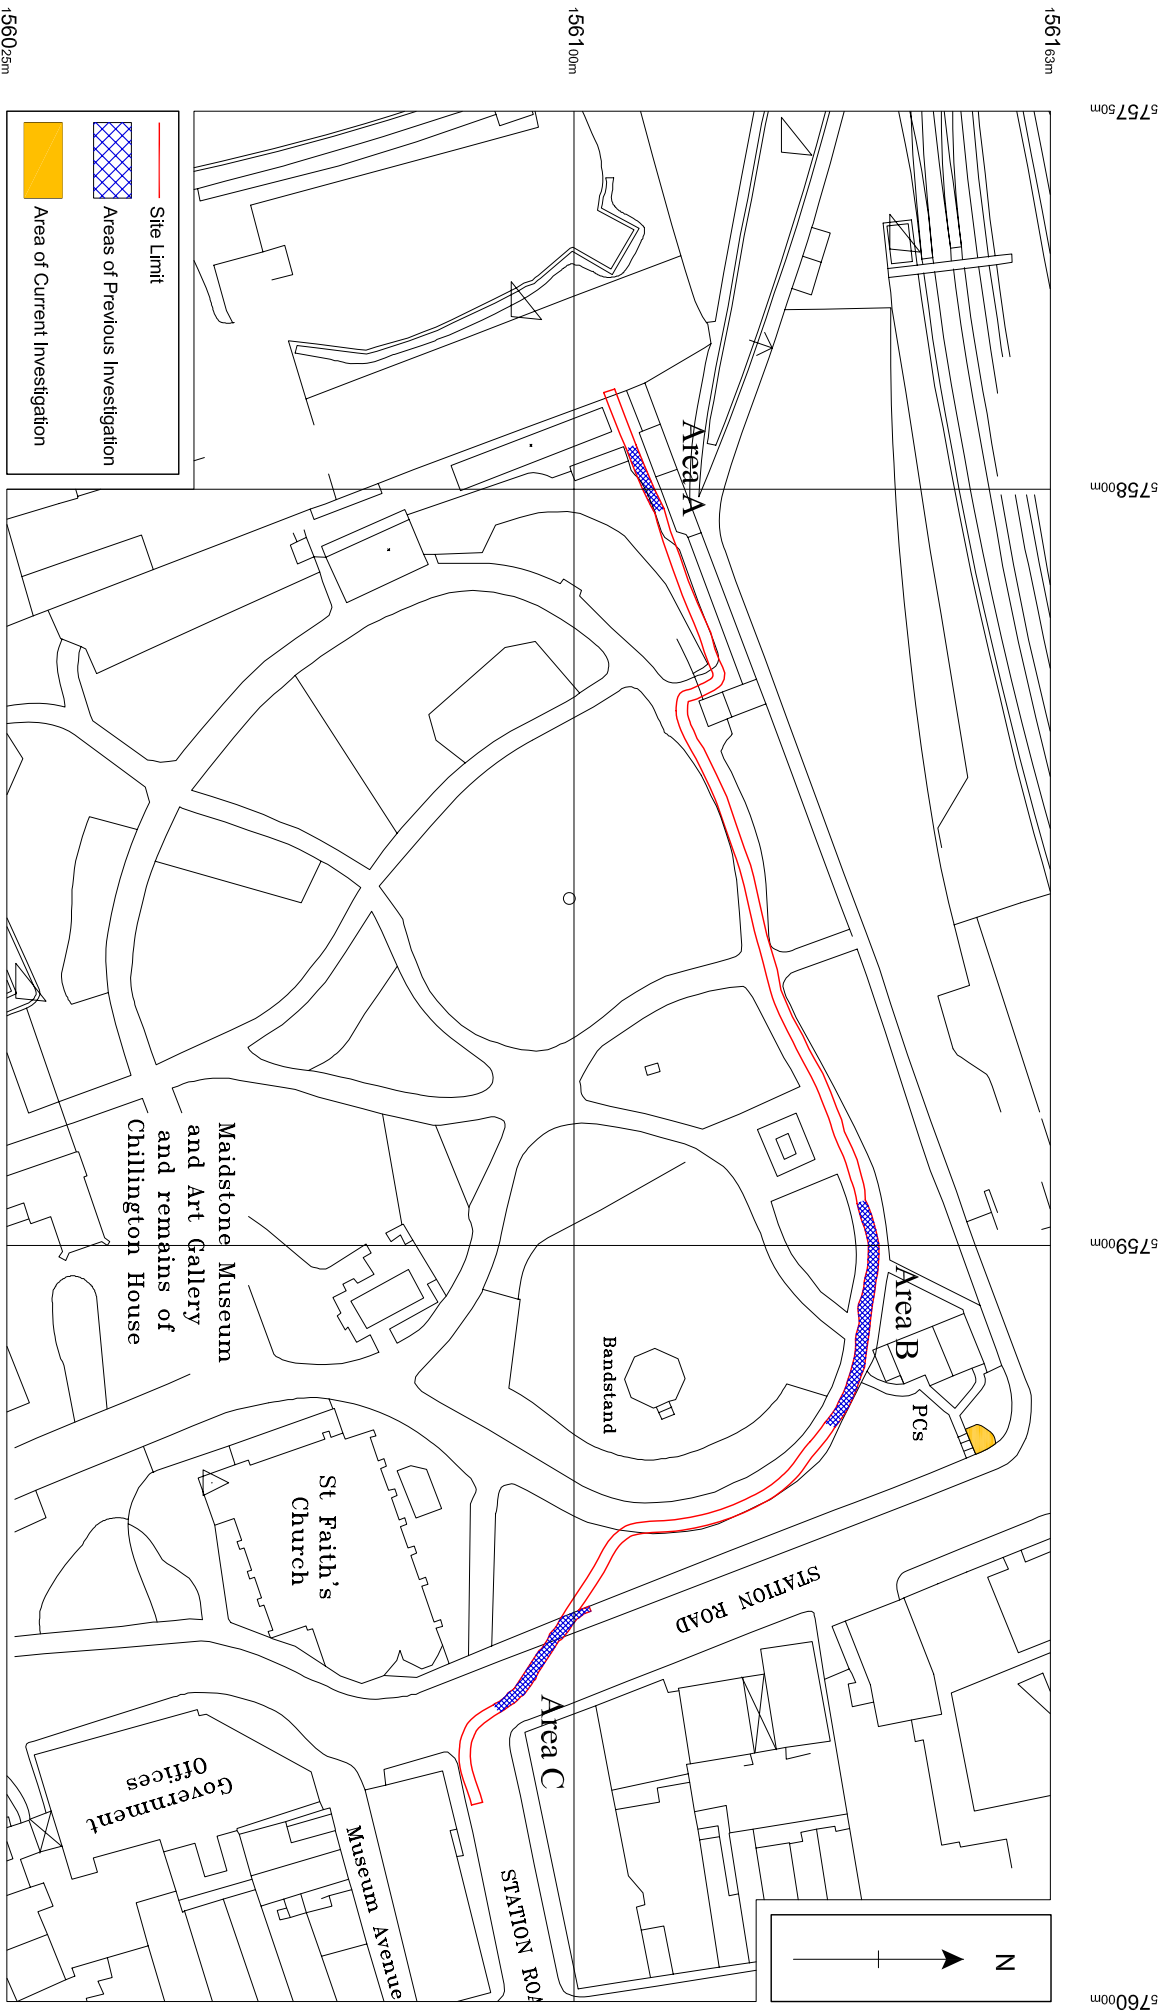 156163m
156100m
156025m
575750m
575800m
575900m
576000m
N
Area A
Area B
PCs
Bandstand
STATION ROAD
Area C
Maidstone Museum
and Art Gallery
and remains of
Chillington House
St Faith's
Church
Government
Offices
Museum Avenue
STATION ROA
Site Limit
Areas of Previous Investigation
Area of Current Investigation